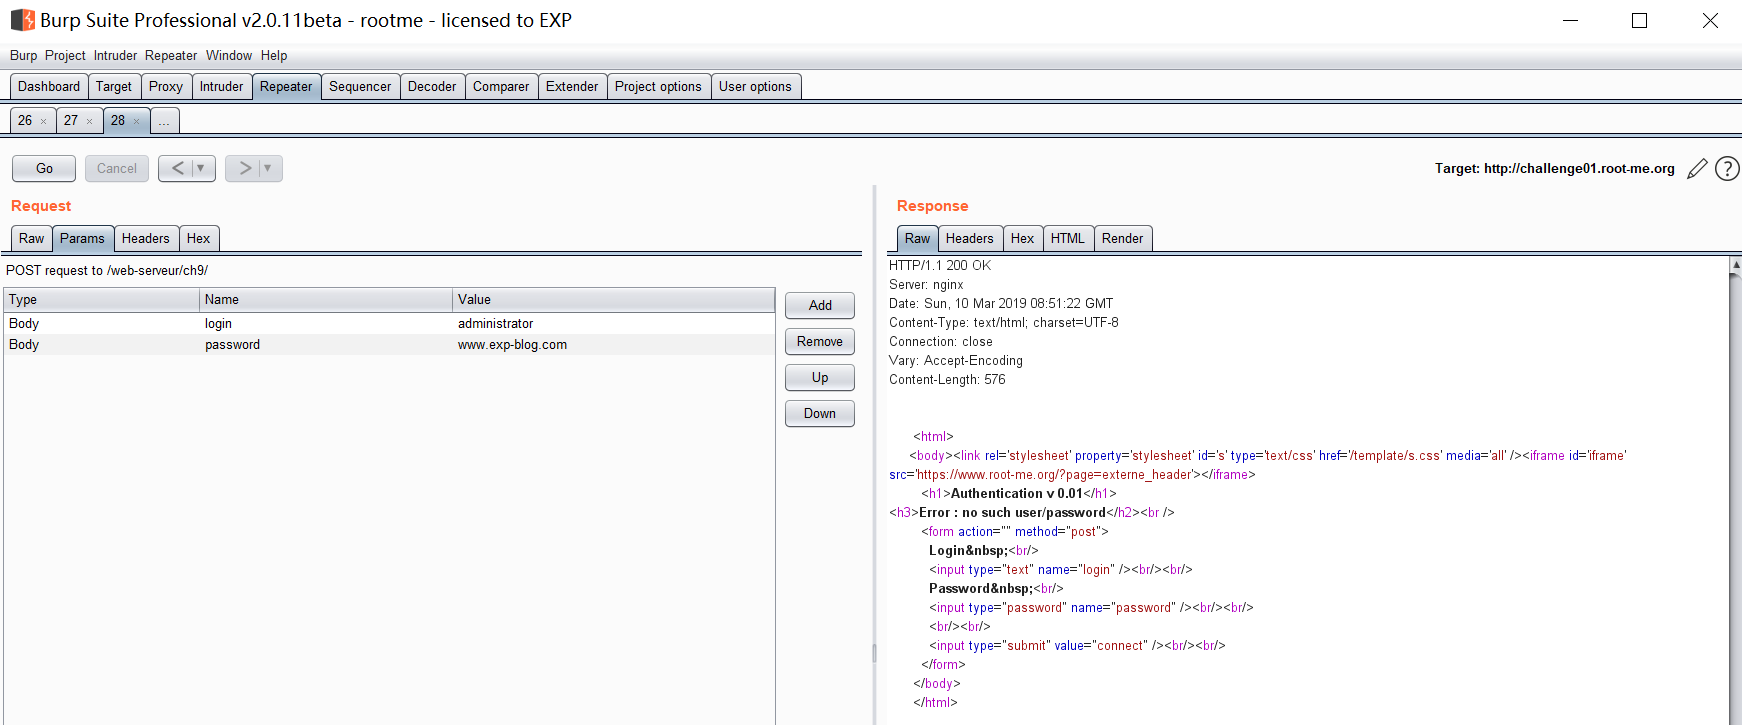 Burp Suite Professional v2.0.11beta - rootme - licensed to EXP
Burp Project Intruder Repeater Window Help
Dashboard Target Proxy Intruder Repeater Sequencer Decoder Comparer Extender Project options User options
26 × 27 × 28 × ...
Go Cancel < ▼ > ▼ Target: http://challenge01.root-me.org ?
Request
Raw Params Headers Hex
POST request to /web-serveur/ch9/
Type Name Value
Body login administrator
Body password www.exp-blog.com
Add
Remove
Up
Down
Response
Raw Headers Hex HTML Render
HTTP/1.1 200 OK
Server: nginx
Date: Sun, 10 Mar 2019 08:51:22 GMT
Content-Type: text/html; charset=UTF-8
Connection: close
Vary: Accept-Encoding
Content-Length: 576
<html>
<body><link rel='stylesheet' property='stylesheet' id='s' type='text/css' href='/template/s.css' media='all' /><iframe id='iframe'
src='https://www.root-me.org/?page=externe_header'></iframe>
<h1>Authentication v 0.01</h1>
<h3>Error : no such user/password</h2><br />
<form action="" method="post">
Login&nbsp;<br/>
<input type="text" name="login" /><br/><br/>
Password&nbsp;<br/>
<input type="password" name="password" /><br/><br/>
<br/><br/>
<input type="submit" value="connect" /><br/><br/>
</form>
</body>
</html>